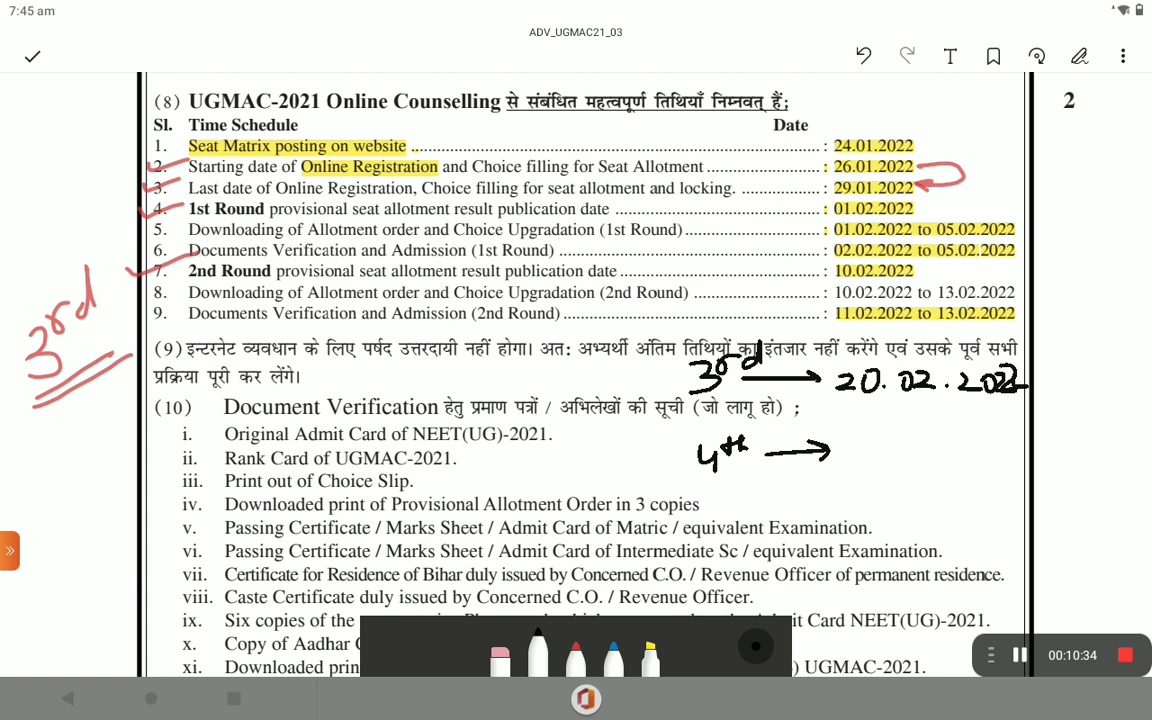 7:45 am
ADV_UGMAC21_03
2
(8) UGMAC-2021 Online Counselling से संबंधित महत्वपूर्ण तिथियाँ निम्नवत् हैं;
Sl. Time Schedule Date
1. Seat Matrix posting on website : 24.01.2022
2. Starting date of Online Registration and Choice filling for Seat Allotment : 26.01.2022
3. Last date of Online Registration, Choice filling for seat allotment and locking. : 29.01.2022
4. 1st Round provisional seat allotment result publication date : 01.02.2022
5. Downloading of Allotment order and Choice Upgradation (1st Round) : 01.02.2022 to 05.02.2022
6. Documents Verification and Admission (1st Round) : 02.02.2022 to 05.02.2022
7. 2nd Round provisional seat allotment result publication date : 10.02.2022
8. Downloading of Allotment order and Choice Upgradation (2nd Round) : 10.02.2022 to 13.02.2022
9. Documents Verification and Admission (2nd Round) : 11.02.2022 to 13.02.2022
3rd
(9) इन्टरनेट व्यवधान के लिए पर्षद उत्तरदायी नहीं होगा। अतः अभ्यर्थी अंतिम तिथियों का इंतजार नहीं करेंगे एवं उसके पूर्व सभी
प्रक्रिया पूरी कर लेंगे।
3rd → 20.02.2022
(10) Document Verification हेतु प्रमाण पत्रों / अभिलेखों की सूची (जो लागू हो) ;
i. Original Admit Card of NEET(UG)-2021.
4th →
ii. Rank Card of UGMAC-2021.
iii. Print out of Choice Slip.
iv. Downloaded print of Provisional Allotment Order in 3 copies
v. Passing Certificate / Marks Sheet / Admit Card of Matric / equivalent Examination.
vi. Passing Certificate / Marks Sheet / Admit Card of Intermediate Sc / equivalent Examination.
vii. Certificate for Residence of Bihar duly issued by Concerned C.O. / Revenue Officer of permanent residence.
viii. Caste Certificate duly issued by Concerned C.O. / Revenue Officer.
ix. Six copies of the it Card NEET(UG)-2021.
x. Copy of Aadhar
xi. Downloaded prin ) UGMAC-2021.
00:10:34